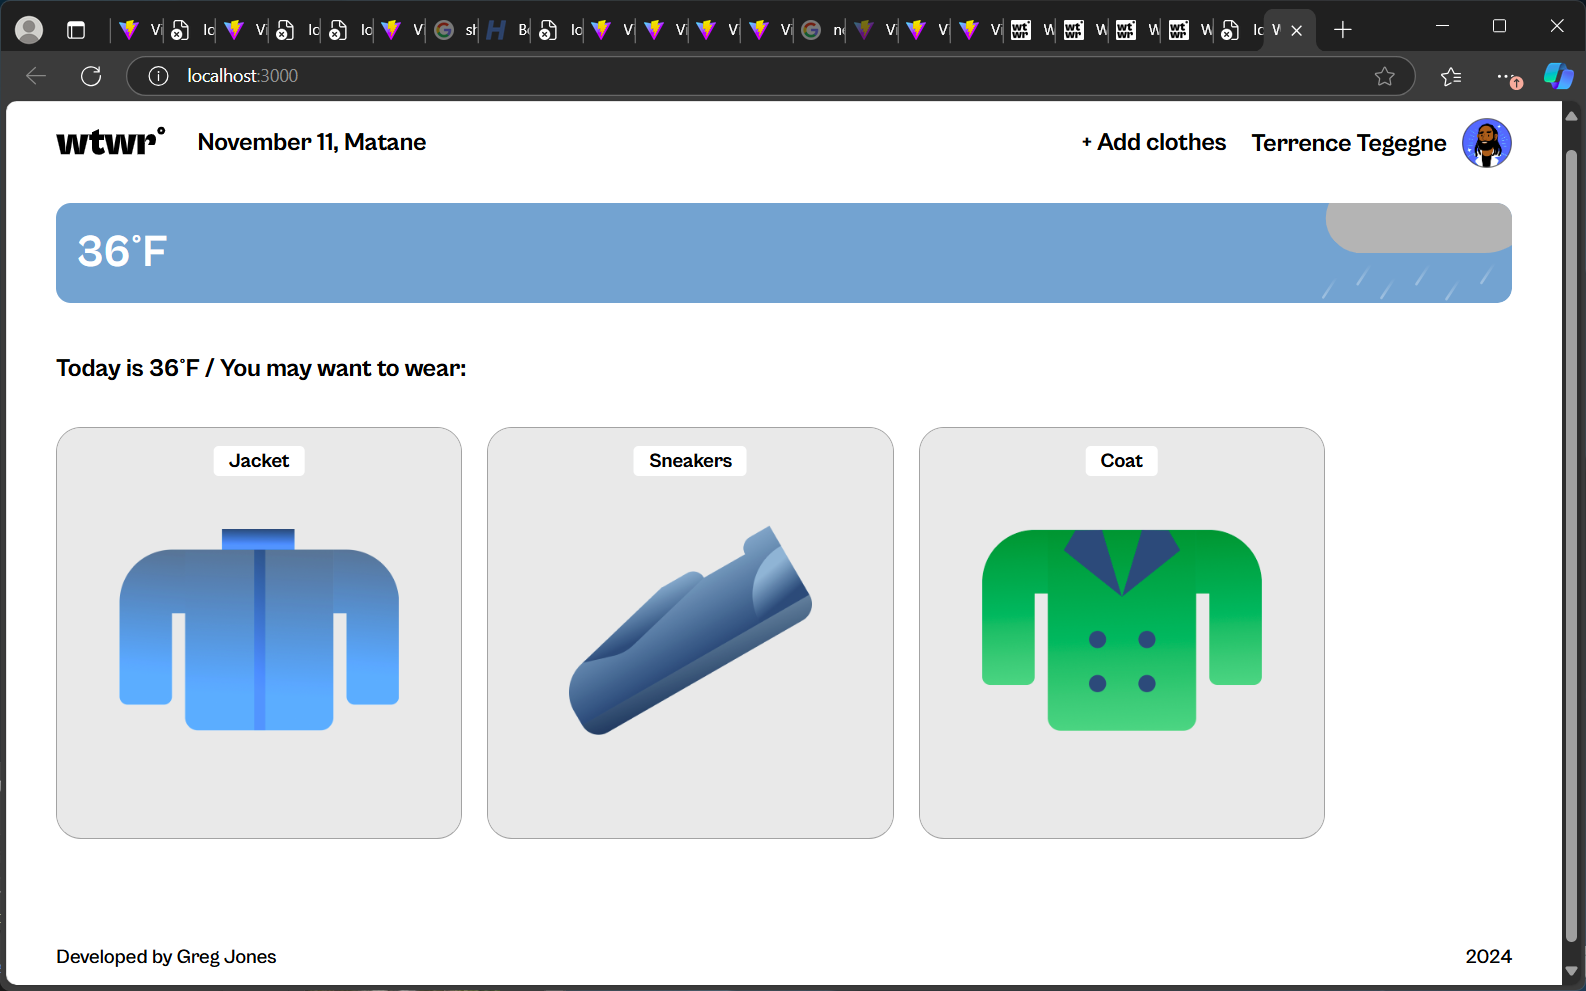 localhost:3000
wtwr°
November 11, Matane
+ Add clothes
Terrence Tegegne
36°F
Today is 36°F / You may want to wear:
Jacket
Sneakers
Coat
Developed by Greg Jones
2024